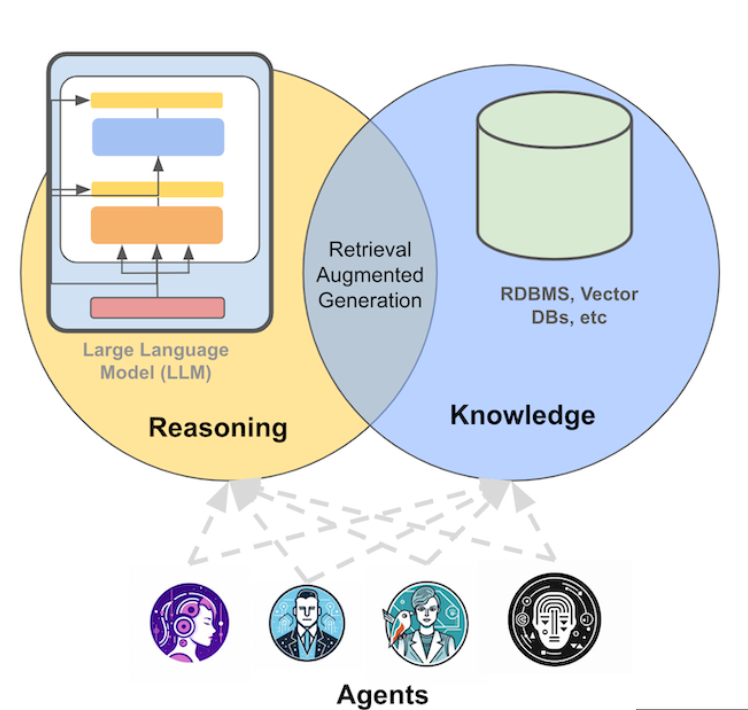 Retrieval
Augmented
Generation
RDBMS, Vector
DBs, etc
Large Language
Model (LLM)
Reasoning
Knowledge
Agents